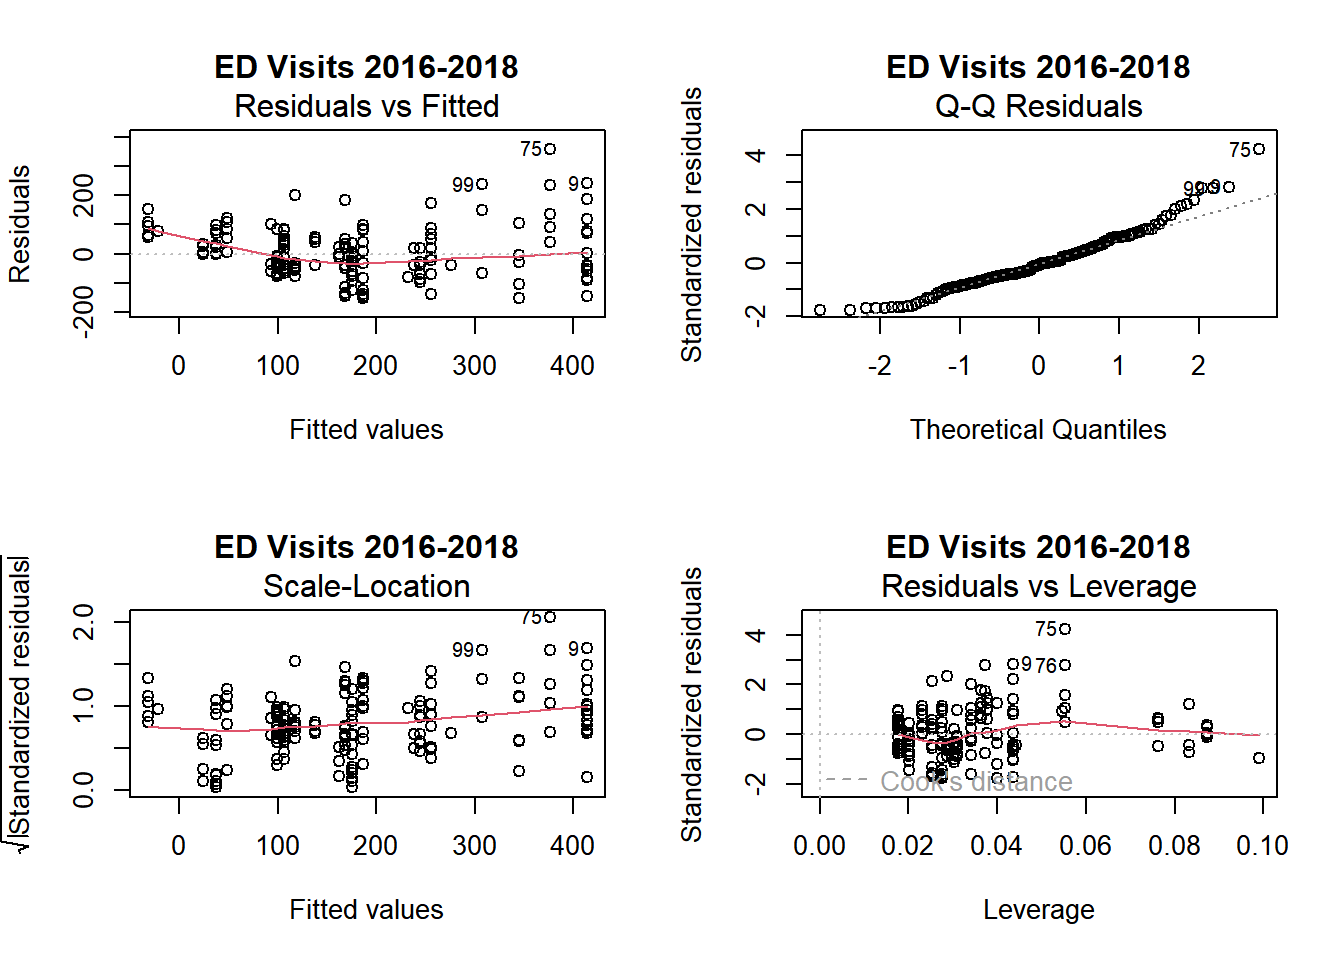 ED Visits 2016-2018
Residuals vs Fitted
Residuals
-200 0 200
75
99
9
0 100 200 300 400
Fitted values
ED Visits 2016-2018
Q-Q Residuals
Standardized residuals
-2 0 2 4
75
99
9
-2 -1 0 1 2
Theoretical Quantiles
ED Visits 2016-2018
Scale-Location
√|Standardized residuals|
0.0 1.0 2.0
75
99
9
0 100 200 300 400
Fitted values
ED Visits 2016-2018
Residuals vs Leverage
Standardized residuals
-2 0 2 4
75
9
76
Cook's distance
0.00 0.02 0.04 0.06 0.08 0.10
Leverage